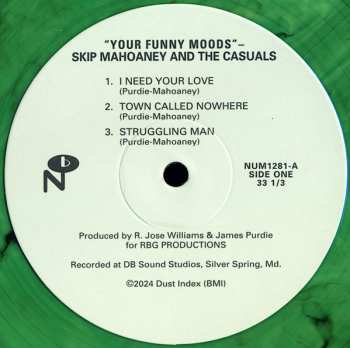 "YOUR FUNNY MOODS"–
SKIP MAHOANEY AND THE CASUALS
1. I NEED YOUR LOVE
(Purdie-Mahoaney)
2. TOWN CALLED NOWHERE
(Purdie-Mahoaney)
3. STRUGGLING MAN
(Purdie-Mahoaney)
N
NUM1281-A
SIDE ONE
33 1/3
Produced by R. Jose Williams & James Purdie
for RBG PRODUCTIONS
Recorded at DB Sound Studios, Silver Spring, Md.
©2024 Dust Index (BMI)